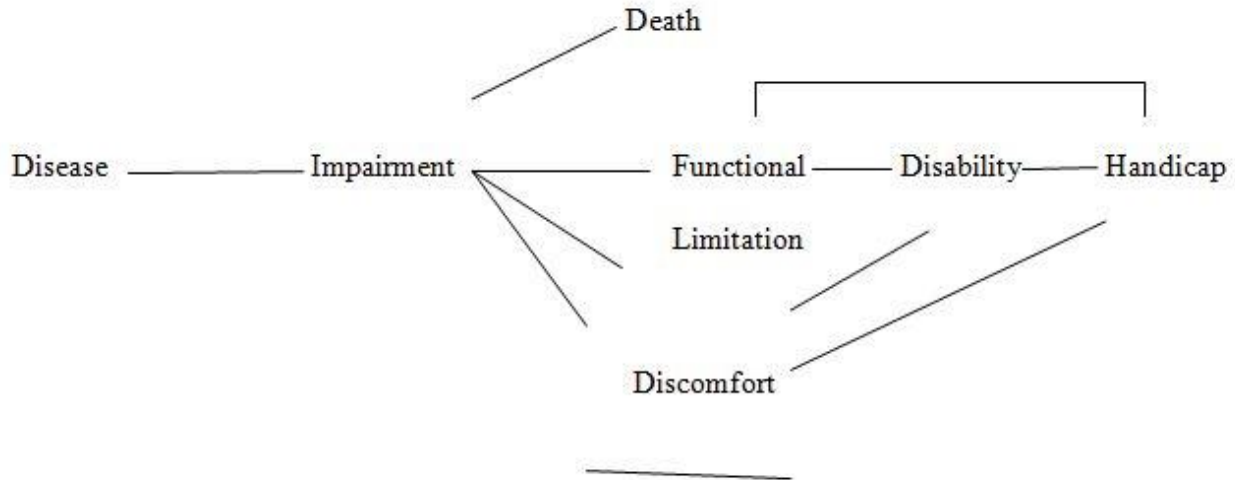 Death
Disease Impairment Functional Disability Handicap
Limitation
Discomfort